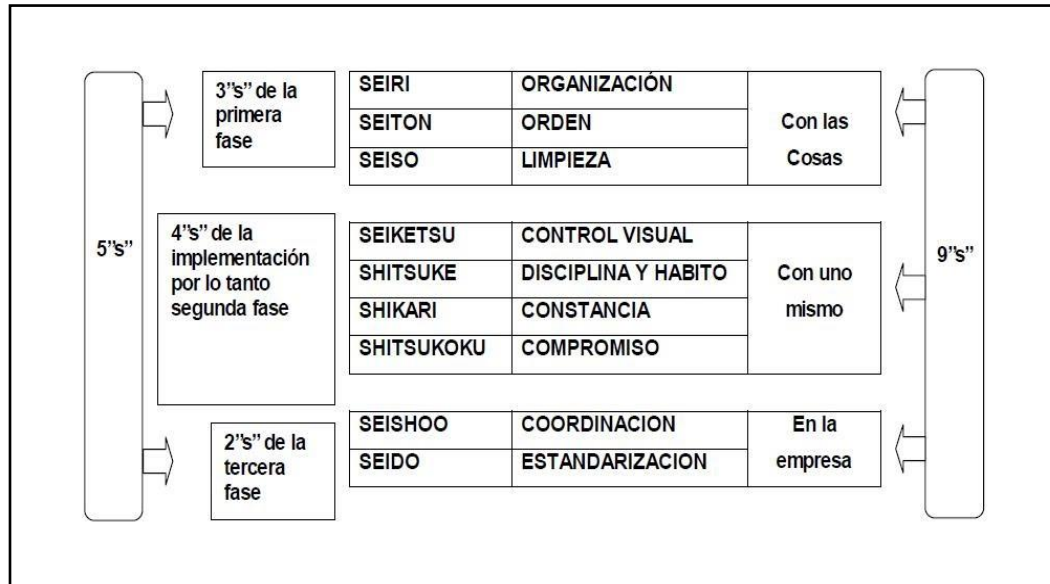 5”s”
3”s” de la
primera
fase
SEIRI ORGANIZACIÓN
SEITON ORDEN
SEISO LIMPIEZA
Con las
Cosas
4”s” de la
implementación
por lo tanto
segunda fase
SEIKETSU CONTROL VISUAL
SHITSUKE DISCIPLINA Y HABITO
SHIKARI CONSTANCIA
SHITSUKOKU COMPROMISO
Con uno
mismo
2”s” de la
tercera
fase
SEISHOO COORDINACION
SEIDO ESTANDARIZACION
En la
empresa
9”s”